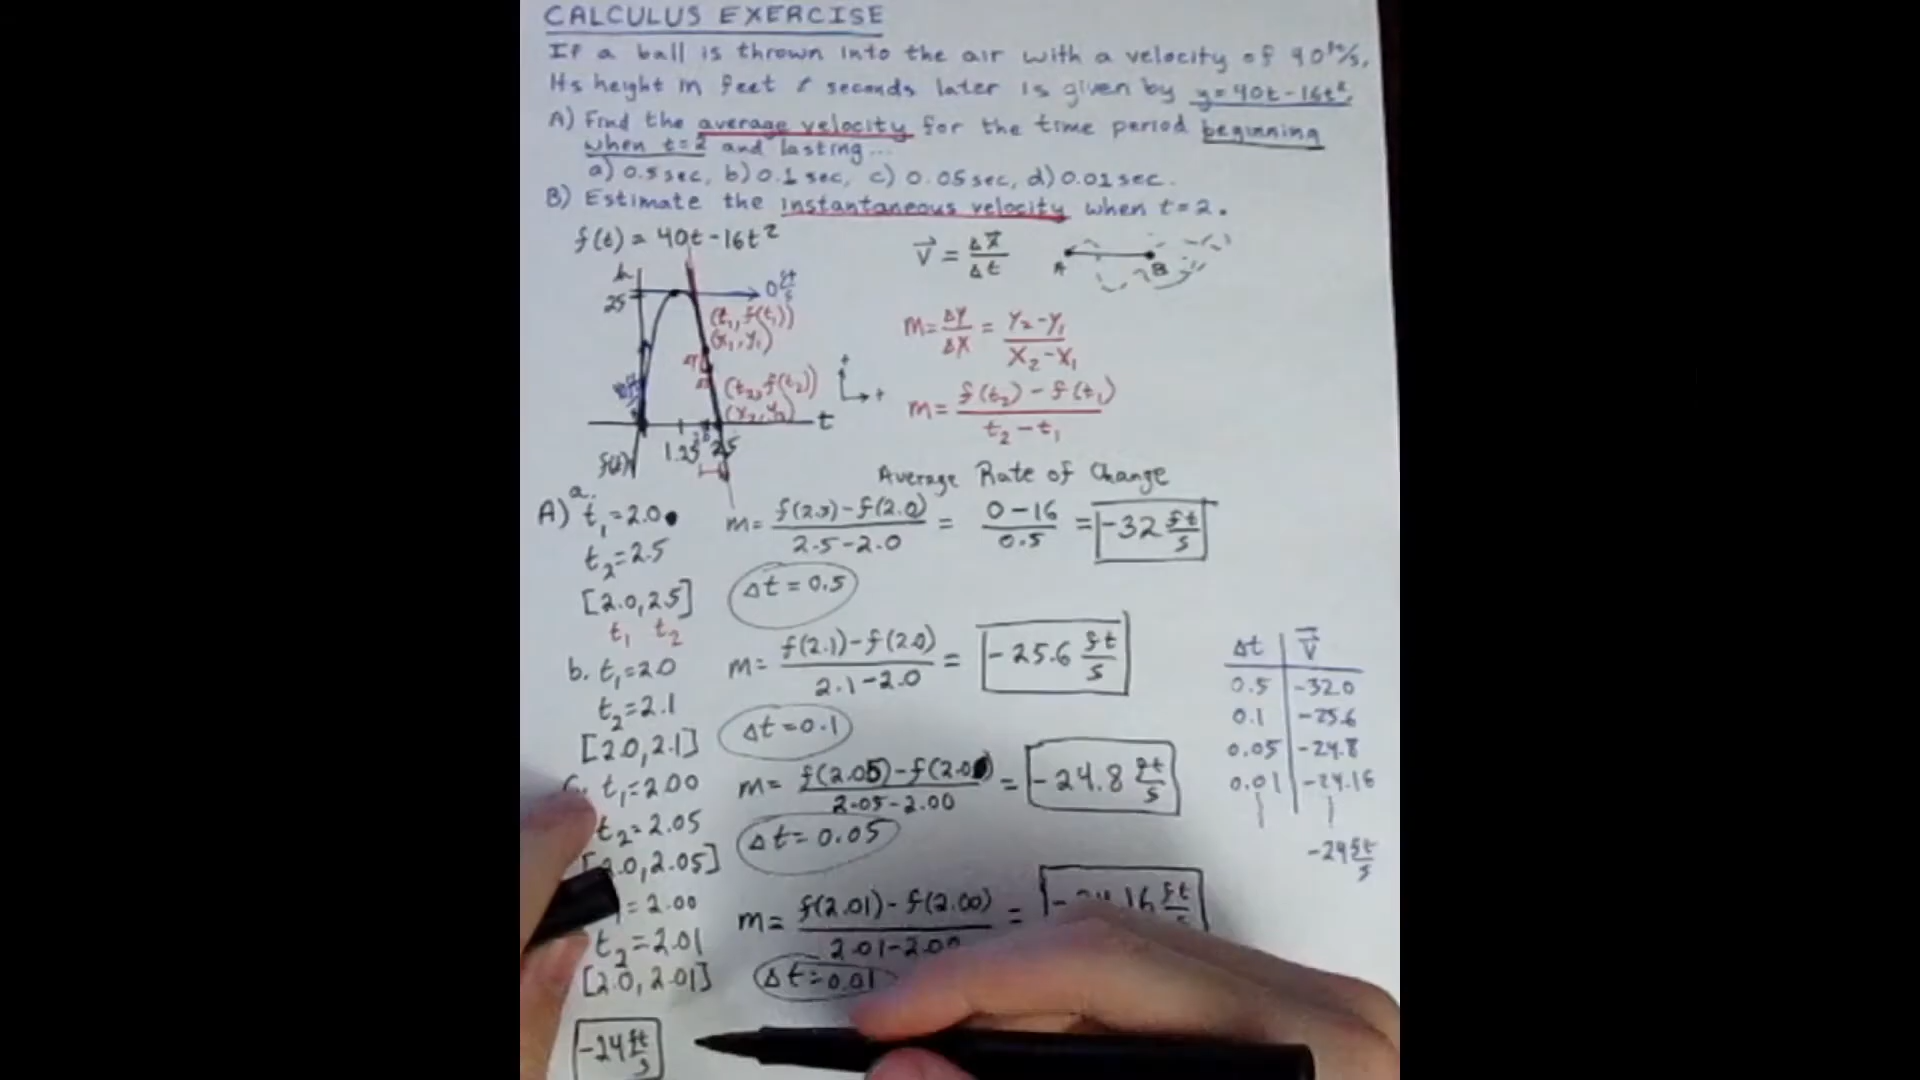 CALCULUS EXERCISE
If a ball is thrown into the air with a velocity of 90 ft/s,
Its height in feet t seconds later is given by y=40t-16t².
A) Find the average velocity for the time period beginning
when t=2 and lasting...
a) 0.5 sec, b) 0.1 sec, c) 0.05 sec, d) 0.01 sec.
B) Estimate the instantaneous velocity when t=2.
f(t) = 40t-16t²
V = Δx/Δt
A B
h
25
0 ft/s
(t₁, f(t₁))
(x₁, y₁)
(t₂, f(t₂))
(x₂, y₂)
t
1.25 2.5
f(t)
+
+
m = Δy/Δx = (y₂-y₁)/(x₂-x₁)
m = (f(t₂)-f(t₁))/(t₂-t₁)
Average Rate of Change
A) a. t₁=2.0
t₂=2.5
[2.0, 2.5]
t₁ t₂
m = (f(2.5)-f(2.0))/(2.5-2.0) = (0-16)/0.5 = -32 ft/s
Δt = 0.5
b. t₁=2.0
t₂=2.1
[2.0, 2.1]
m = (f(2.1)-f(2.0))/(2.1-2.0) = -25.6 ft/s
Δt = 0.1
t₁=2.00
t₂=2.05
2.0, 2.05]
m = (f(2.05)-f(2.00))/(2.05-2.00) = -24.8 ft/s
Δt = 0.05
= 2.00
t₂=2.01
[2.0, 2.01]
m = (f(2.01)-f(2.00))/(2.01-2.00) = -24.16 ft/s
Δt = 0.01
Δt V
0.5 -32.0
0.1 -25.6
0.05 -24.8
0.01 -24.16
-24 ft/s
-24 ft/s